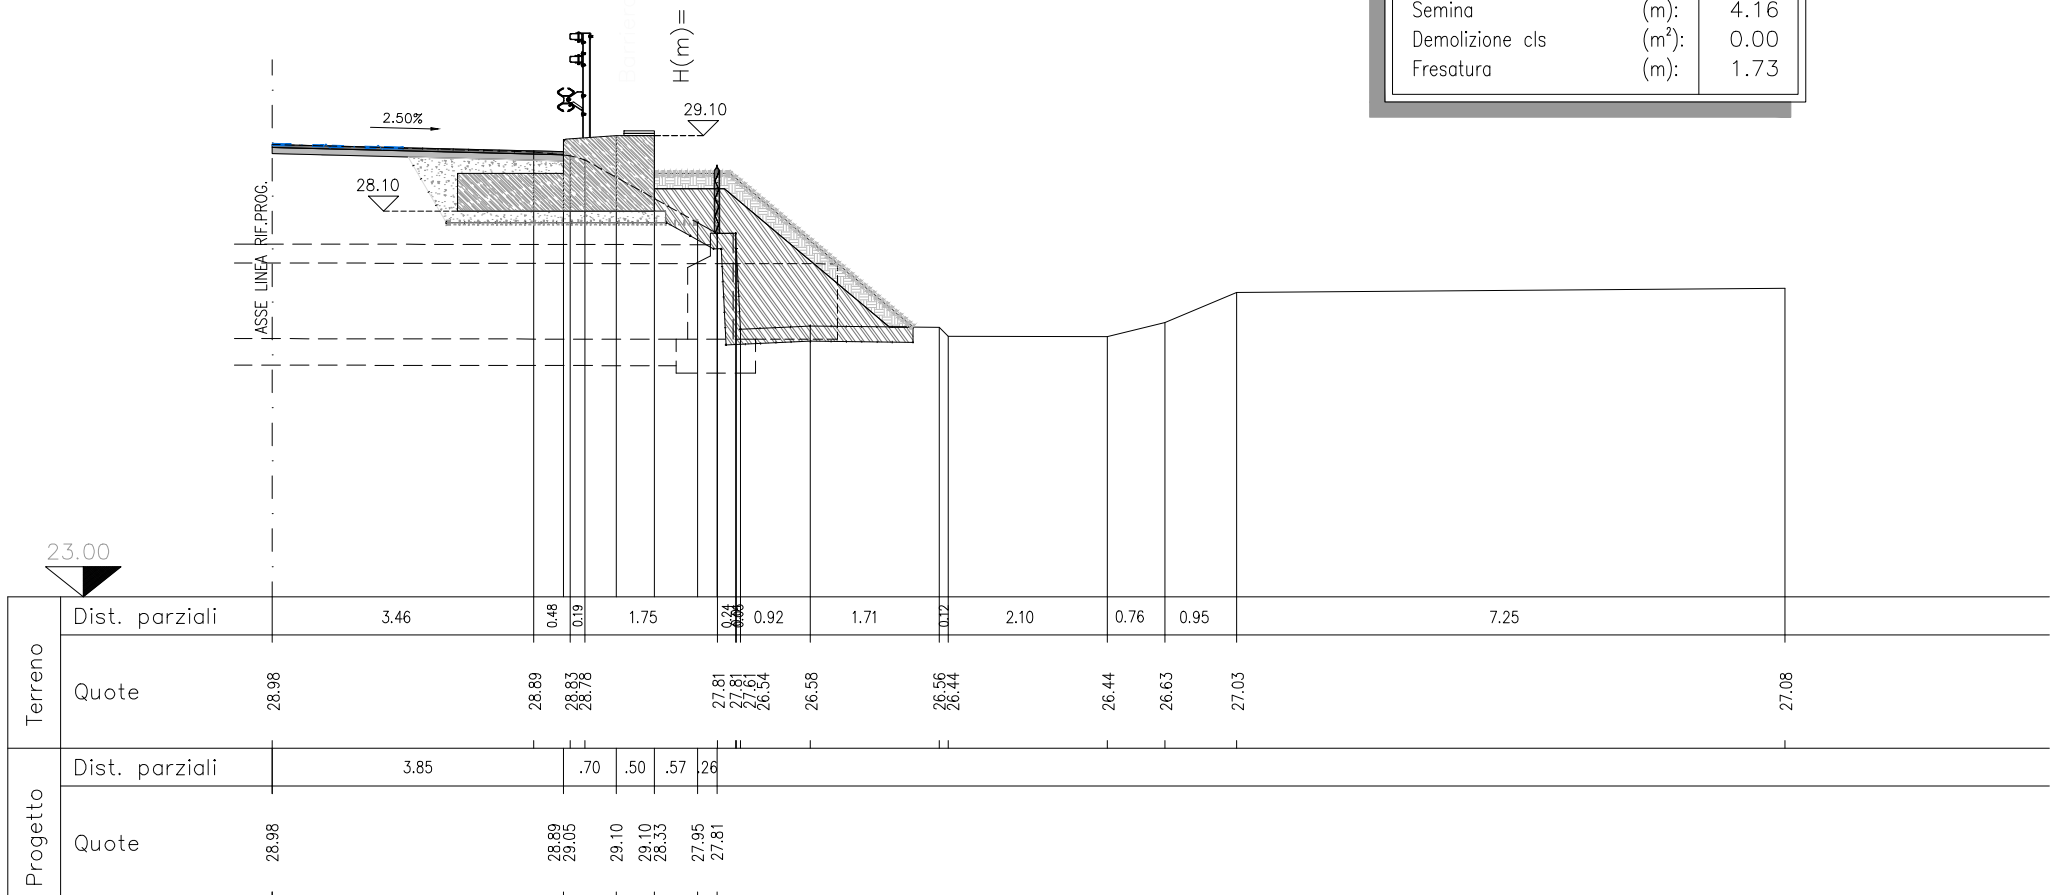 Semina (m): 4.16
Demolizione cls (m²): 0.00
Fresatura (m): 1.73
H(m) =
2.50%
29.10
28.10
ASSE LINEA RIF.PROG.
23.00
Terreno
Dist. parziali 3.46 0.48 0.19 1.75 0.24 0.92 1.71 0.12 2.10 0.76 0.95 7.25
Quote 28.98 28.89 28.83 28.78 27.81 27.81 27.61 26.54 26.58 26.56 26.44 26.44 26.63 27.03 27.08
Progetto
Dist. parziali 3.85 .70 .50 .57 .26
Quote 28.98 28.89 29.05 29.10 29.10 28.33 27.95 27.81